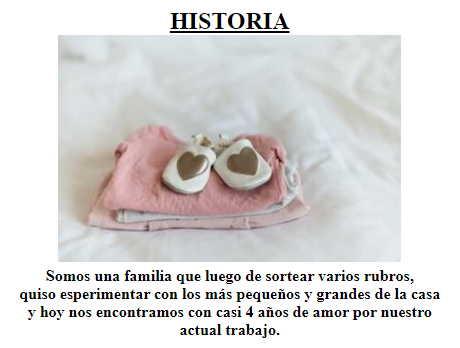 HISTORIA
Somos una familia que luego de sortear varios rubros,
quiso esperimentar con los más pequeños y grandes de la casa
y hoy nos encontramos con casi 4 años de amor por nuestro
actual trabajo.